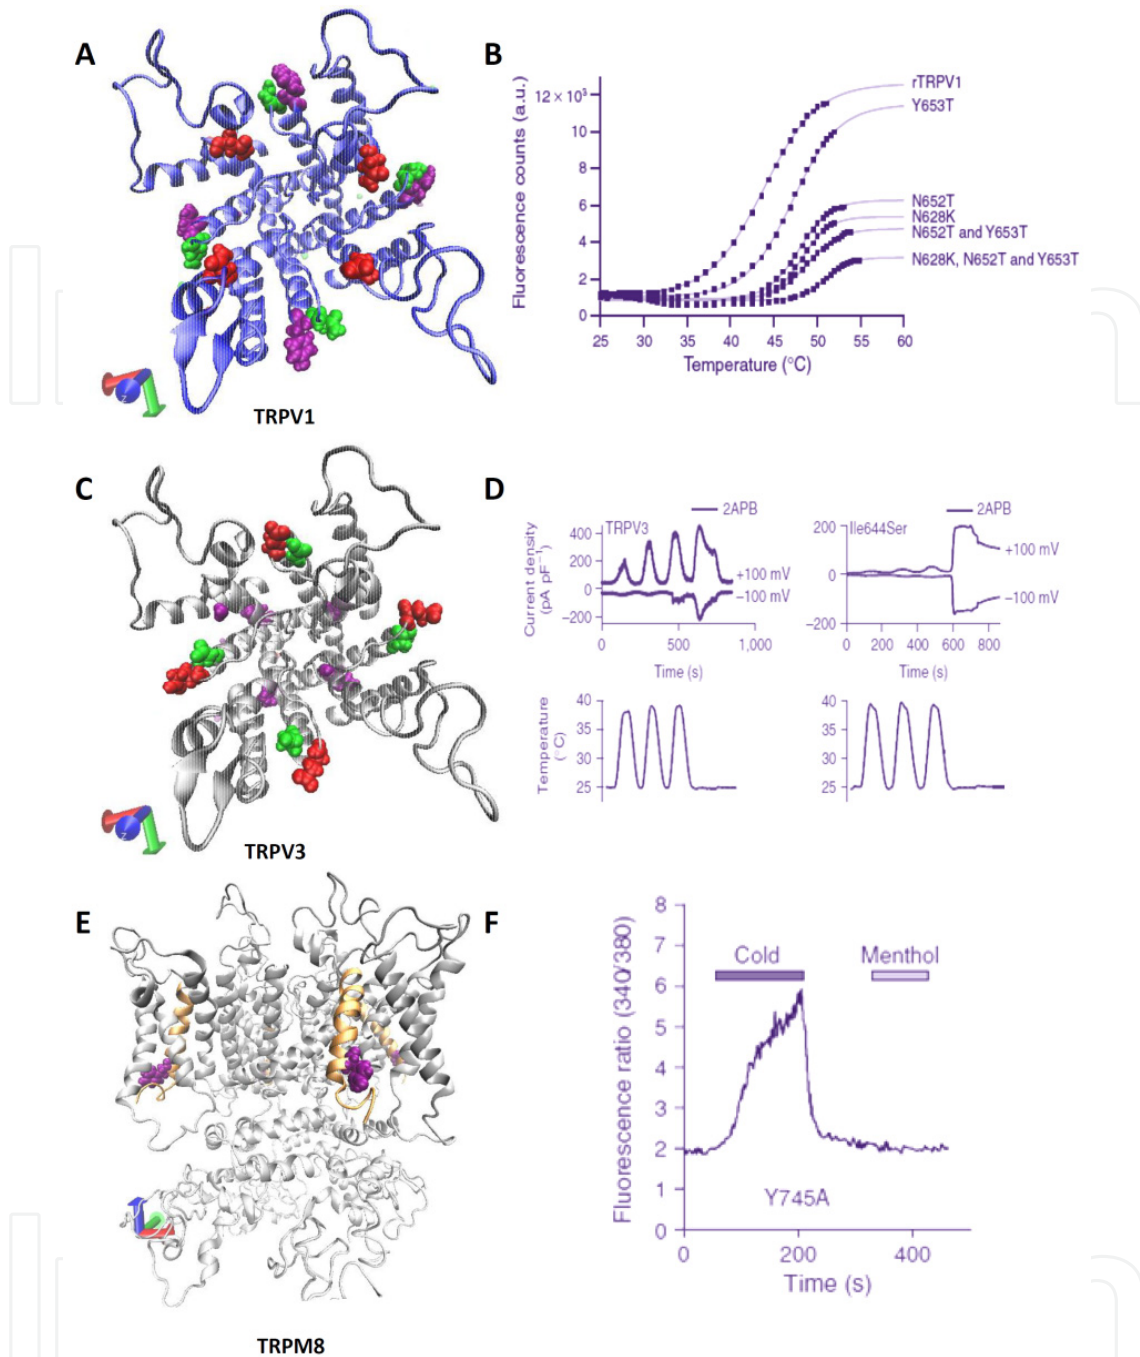 A
TRPV1
B
Fluorescence counts (a.u.)
12 × 10³
10
8
6
4
2
0
25 30 35 40 45 50 55 60
Temperature (°C)
rTRPV1
Y653T
N652T
N628K
N652T and Y653T
N628K, N652T and Y653T
C
TRPV3
D
2APB
TRPV3
Current density
(pA pF⁻¹)
400
200
0
−200
+100 mV
−100 mV
0 500 1,000
Time (s)
2APB
Ile644Ser
200
0
-200
+100 mV
−100 mV
0 200 400 600 800
Time (s)
Temperature
(°C)
40
35
30
25
40
35
30
25
E
TRPM8
F
Fluorescence ratio (340/380)
8
7
6
5
4
3
2
1
0
Cold
Menthol
Y745A
0 200 400
Time (s)
z
z